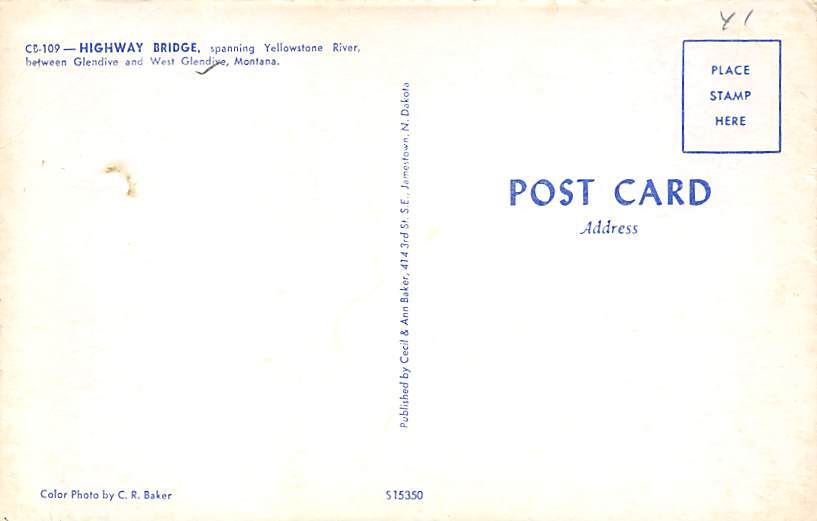 CB-109 — HIGHWAY BRIDGE, spanning Yellowstone River,
between Glendive and West Glendive, Montana.
Y1
PLACE
STAMP
HERE
POST CARD
Address
Published by Cecil & Ann Baker, 414 3rd St. S.E., Jamestown, N. Dakota
Color Photo by C. R. Baker
S15350